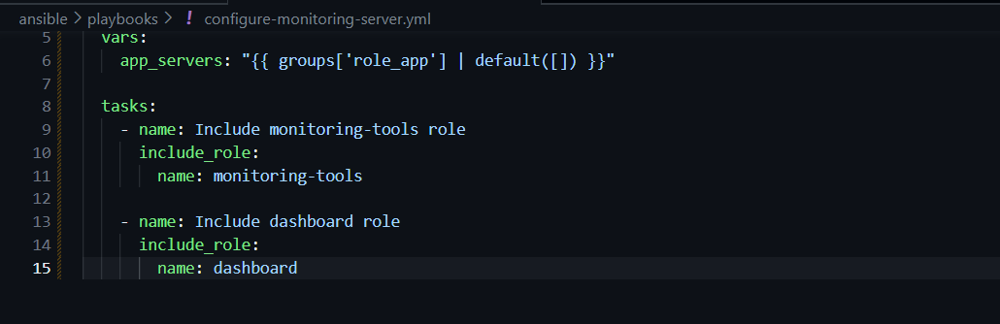 ansible > playbooks > ! configure-monitoring-server.yml
5 vars:
6 app_servers: "{{ groups['role_app'] | default([]) }}"
7
8 tasks:
9 - name: Include monitoring-tools role
10 include_role:
11 name: monitoring-tools
12
13 - name: Include dashboard role
14 include_role:
15 name: dashboard